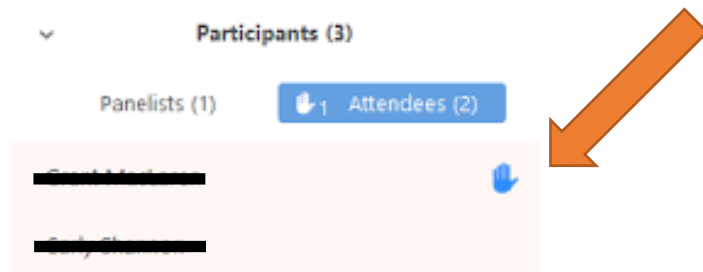 Participants (3)
Panelists (1)
1 Attendees (2)